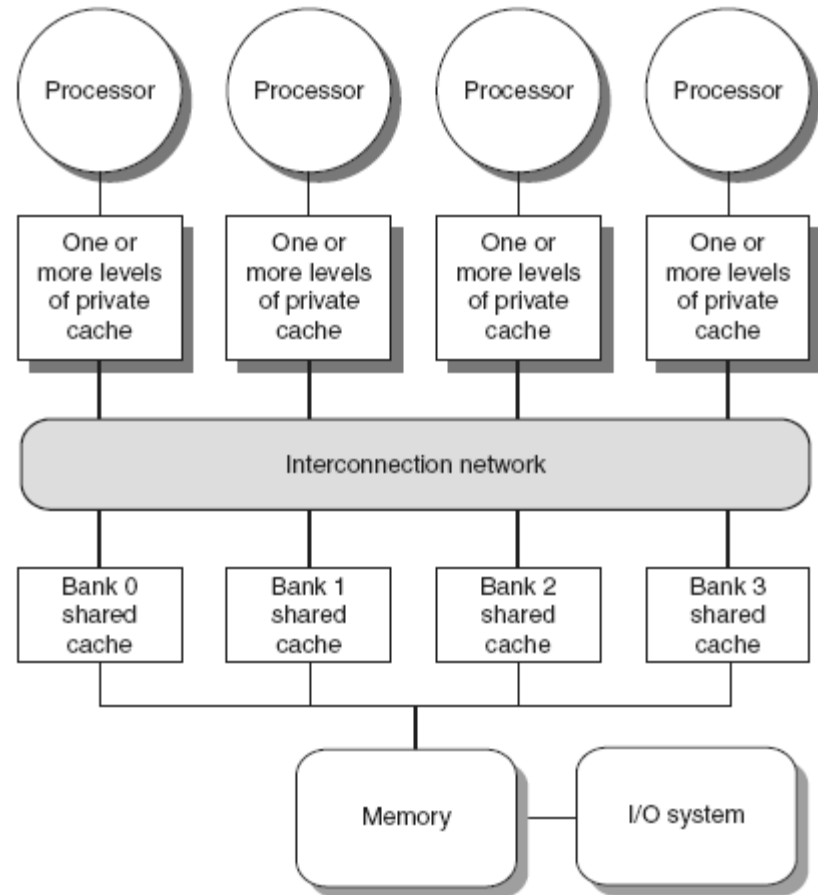 Processor
Processor
Processor
Processor
One or
more levels
of private
cache
One or
more levels
of private
cache
One or
more levels
of private
cache
One or
more levels
of private
cache
Interconnection network
Bank 0
shared
cache
Bank 1
shared
cache
Bank 2
shared
cache
Bank 3
shared
cache
Memory
I/O system